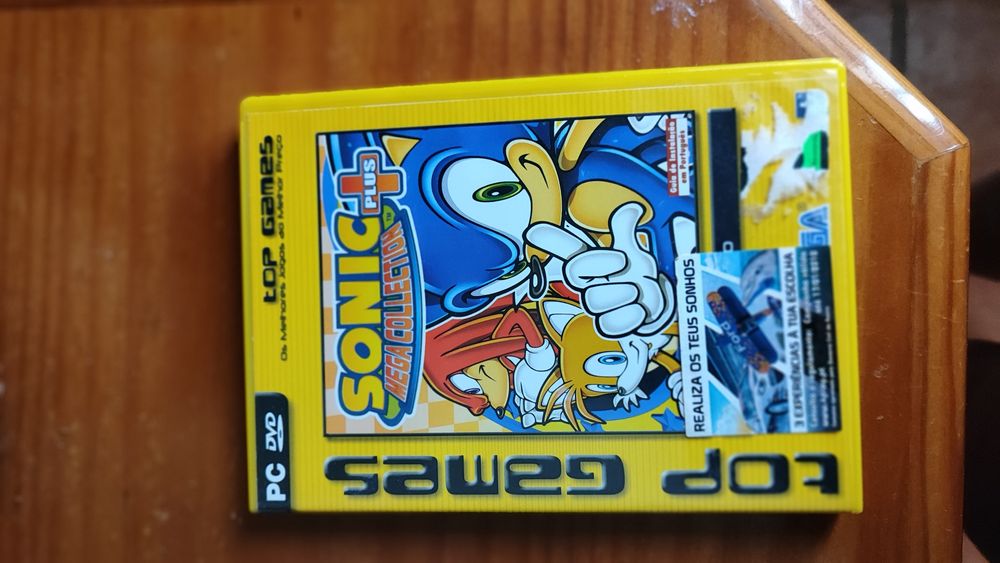 PC DVD
top Games
Os Melhores Jogos ao Melhor Preço
top Games
SONIC
MEGA COLLECTION
PLUS
TM
Guia de Instalação
em Português
REALIZA OS TEUS SONHOS
3 EXPERIÊNCIAS À TUA ESCOLHA